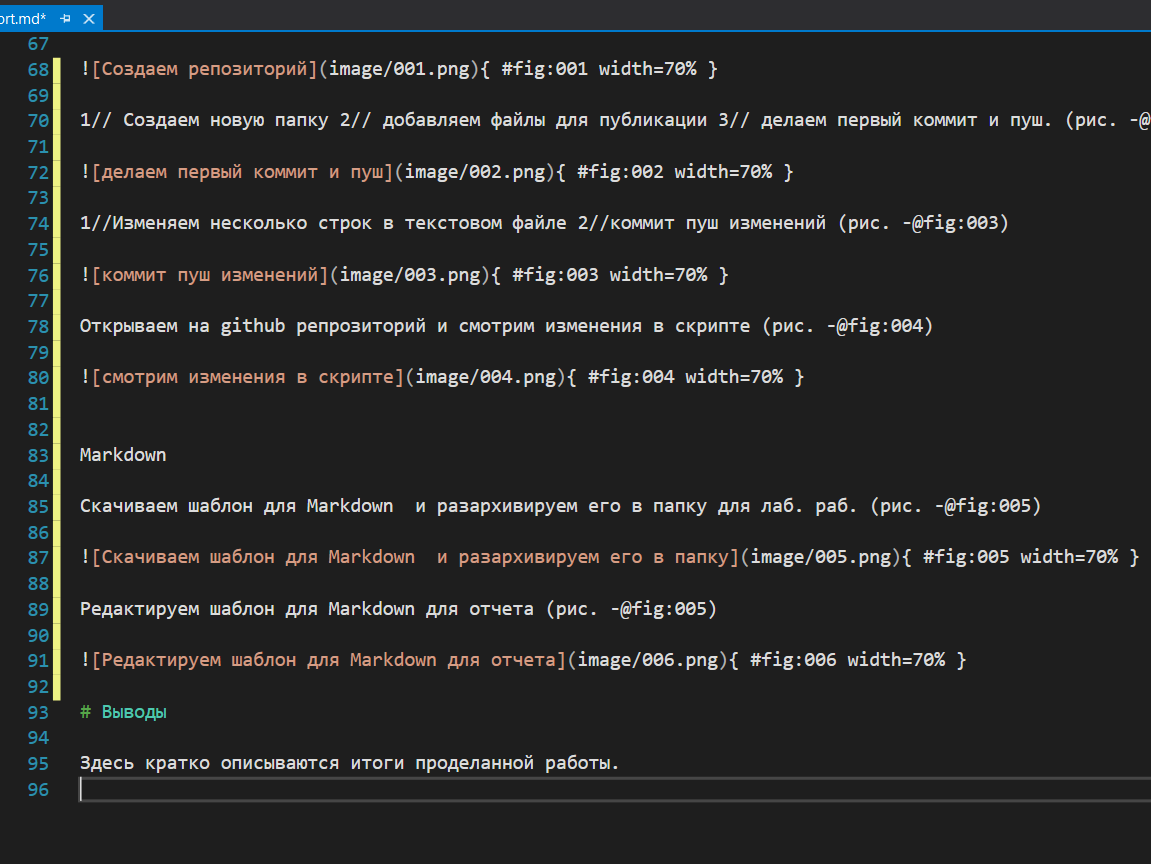 ort.md*
67
68 ![Создаем репозиторий](image/001.png){ #fig:001 width=70% }
69
70 1// Создаем новую папку 2// добавляем файлы для публикации 3// делаем первый коммит и пуш. (рис. -@
71
72 ![делаем первый коммит и пуш](image/002.png){ #fig:002 width=70% }
73
74 1//Изменяем несколько строк в текстовом файле 2//коммит пуш изменений (рис. -@fig:003)
75
76 ![коммит пуш изменений](image/003.png){ #fig:003 width=70% }
77
78 Открываем на github репрозиторий и смотрим изменения в скрипте (рис. -@fig:004)
79
80 ![смотрим изменения в скрипте](image/004.png){ #fig:004 width=70% }
81
82
83 Markdown
84
85 Скачиваем шаблон для Markdown  и разархивируем его в папку для лаб. раб. (рис. -@fig:005)
86
87 ![Скачиваем шаблон для Markdown  и разархивируем его в папку](image/005.png){ #fig:005 width=70% }
88
89 Редактируем шаблон для Markdown для отчета (рис. -@fig:005)
90
91 ![Редактируем шаблон для Markdown для отчета](image/006.png){ #fig:006 width=70% }
92
93 # Выводы
94
95 Здесь кратко описываются итоги проделанной работы.
96